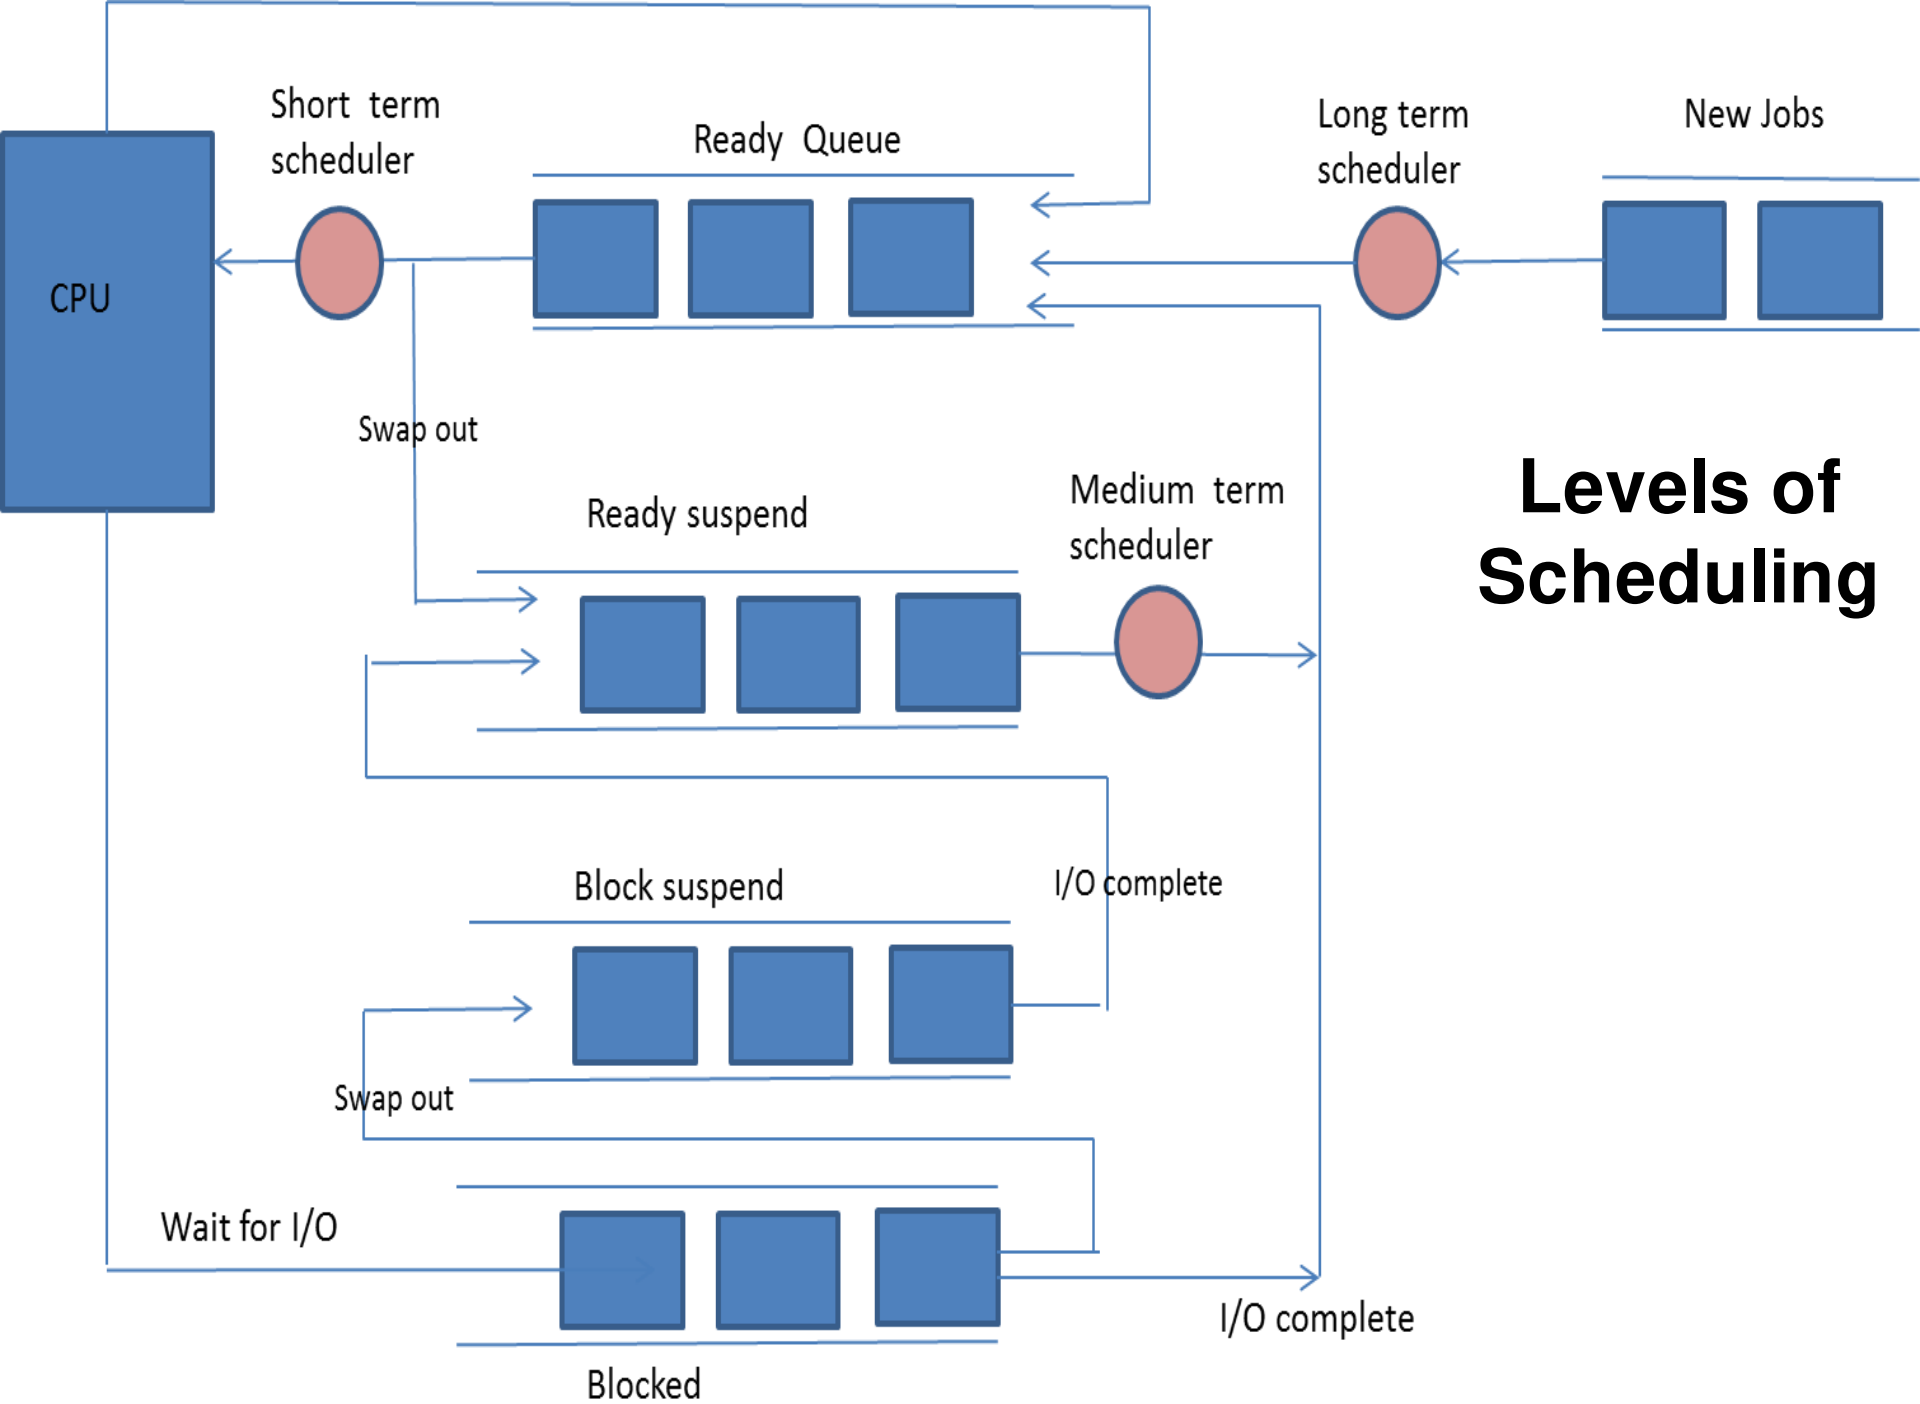 Short term
scheduler
Ready Queue
Long term
scheduler
New Jobs
CPU
Swap out
Ready suspend
Medium term
scheduler
Levels of
Scheduling
Block suspend
I/O complete
Swap out
Wait for I/O
I/O complete
Blocked